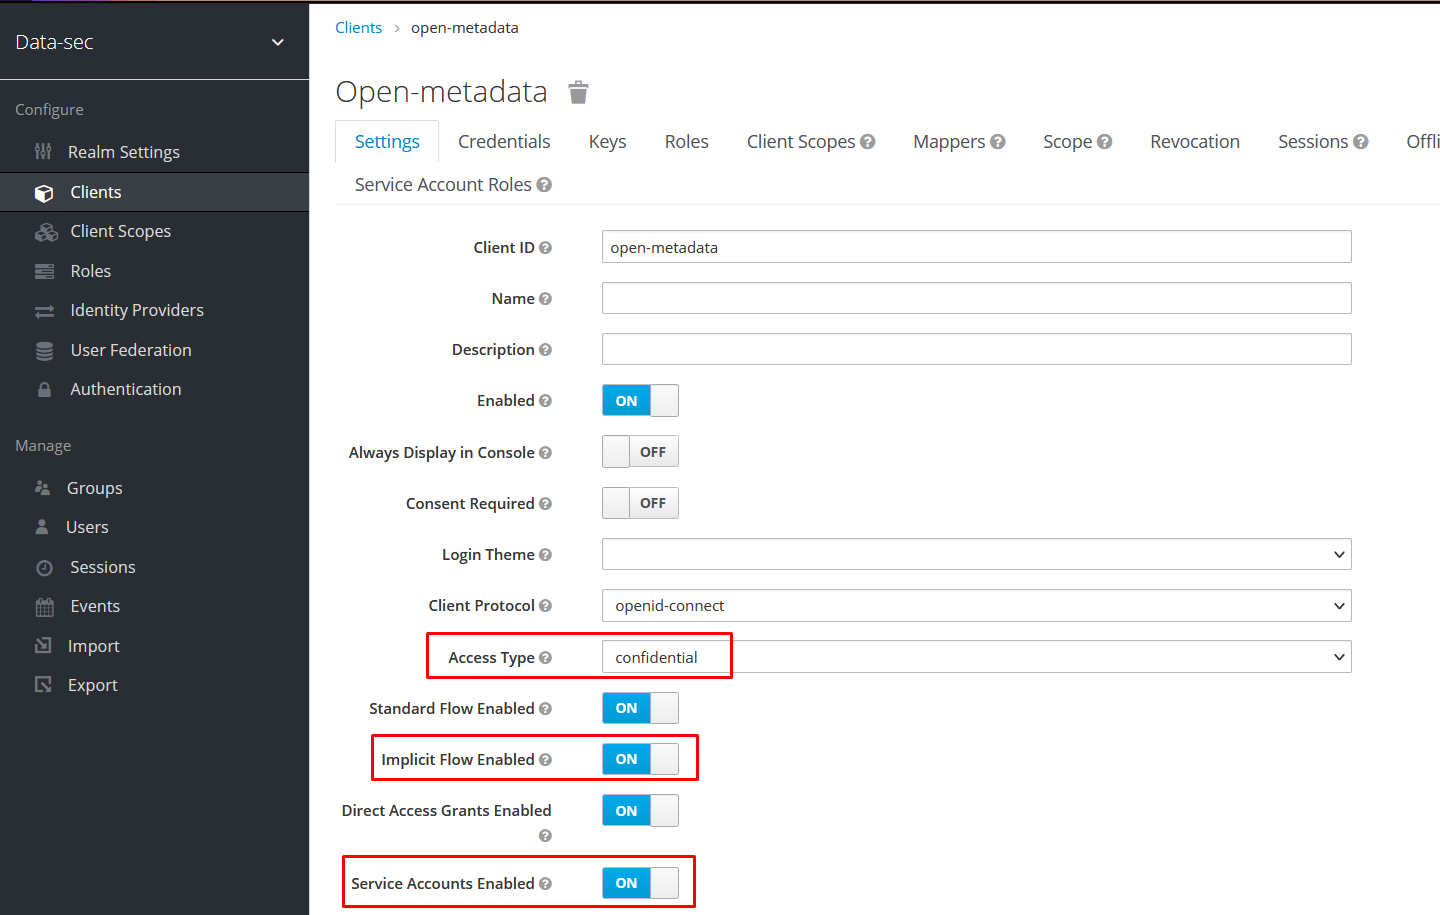 Data-sec
Configure
Realm Settings
Clients
Client Scopes
Roles
Identity Providers
User Federation
Authentication
Manage
Groups
Users
Sessions
Events
Import
Export
Clients > open-metadata
Open-metadata
Settings Credentials Keys Roles Client Scopes Mappers Scope Revocation Sessions Offli
Service Account Roles
Client ID open-metadata
Name
Description
Enabled ON
Always Display in Console OFF
Consent Required OFF
Login Theme
Client Protocol openid-connect
Access Type confidential
Standard Flow Enabled ON
Implicit Flow Enabled ON
Direct Access Grants Enabled ON
Service Accounts Enabled ON